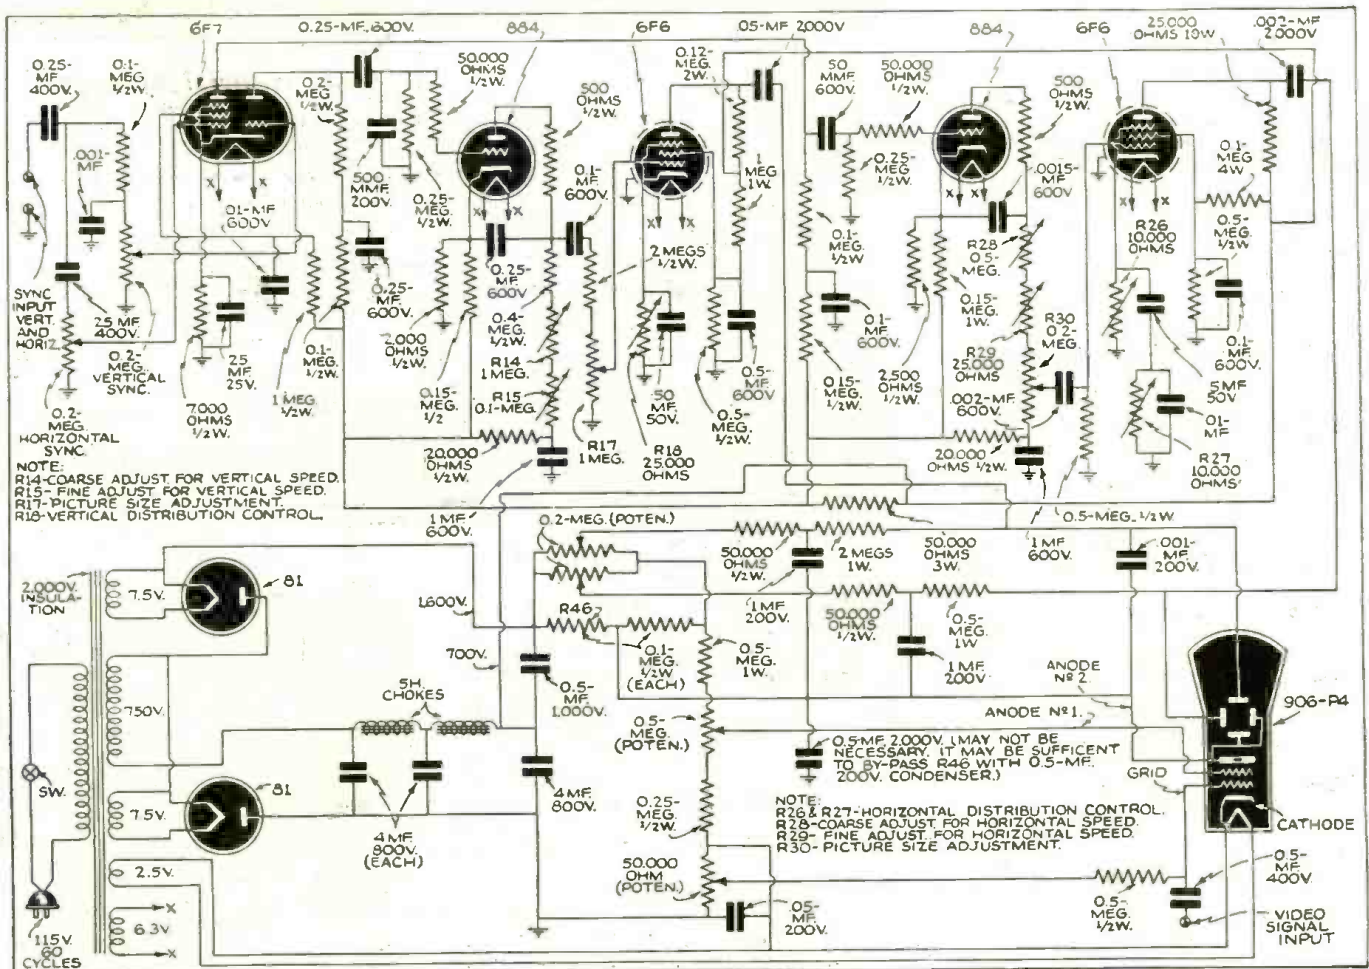 6F7
0.25-MF. 600V.
884
6F6
.05-MF 2,000V
884
6F6
25,000
OHMS 10W
.002-MF
2,000V
0.25-
MF
400V.
0.1-
MEG
1/2W.
0.2-
MEG
1/2W.
50,000
OHMS
1/2W.
500
OHMS
1/2W.
0.12-
MEG.
2W.
50
MMF.
600V.
50,000
OHMS
1/2W.
500
OHMS
1/2W.
.001-
MF
.01-MF
600V
500
MMF.
200V.
0.25-
MEG.
1/2W.
0.1-
MF.
600V.
1
MEG
1W.
0.25-
MEG
1/2W.
.0015-
MF
600V
0.1-
MEG
4W
X
X
X
X
X
X
X
X
X
X
SYNC
INPUT
VERT.
AND
HORIZ.
25 MF.
400V.
0.2-
MEG.
VERTICAL
SYNC.
0.2-
MEG.
HORIZONTAL
SYNC.
25
MF.
25V.
7,000
OHMS
1/2W.
1 MEG.
1/2W.
0.1-
MEG.
1/2W.
0.25-
MF.
600V.
2,000
OHMS
1/2W.
0.15-
MEG.
1/2
0.25-
MF.
600V
0.4-
MEG.
1/2W.
R14
1 MEG.
R15
0.1-MEG.
20,000
OHMS
1/2W.
2 MEGS
1/2W.
R17
1 MEG.
R18
25,000
OHMS
50
MF.
50V.
0.5-
MEG.
1/2W.
0.5-
MF.
600V
0.1-
MEG.
1/2W
0.1-
MF.
600V.
0.15-
MEG.
1/2W.
2,500
OHMS
1/2W.
0.15-
MEG.
1W.
R28
0.5-
MEG.
R29
25,000
OHMS
R30
0.2-
MEG.
.002-MF.
600V.
20,000
OHMS 1/2W.
R26
10,000
OHMS
0.5-
MEG.
1/2W
0.1-
MF.
600V
5 MF
50V
.01-
MF
R27
10,000
OHMS
NOTE:
R14-COARSE ADJUST. FOR VERTICAL SPEED.
R15- FINE ADJUST. FOR VERTICAL SPEED.
R17-PICTURE SIZE ADJUSTMENT.
R18-VERTICAL DISTRIBUTION CONTROL.
1 MF.
600V.
0.2-MEG. (POTEN.)
50,000
OHMS
1/2W.
2 MEGS
1W.
50,000
OHMS
3W.
1 MF
600V.
0.5-MEG. 1/2W.
.001-
MF.
200V.
2,000V.
INSULA-
TION
7.5V.
81
1,600V.
R46
0.1-
MEG.
1/2W.
(EACH)
1 MF.
200V.
50,000
OHMS
1/2W.
0.5-
MEG.
1W.
700V.
0.5-
MEG.
1W.
0.5-
MF.
1,000V.
1 MF.
200V.
ANODE
Nº 2
ANODE Nº 1
906-P4
750V.
5H.
CHOKES
0.5-
MEG.
(POTEN.)
0.5-MF. 2,000V. (MAY NOT BE
NECESSARY. IT MAY BE SUFFICENT
TO BY-PASS R46 WITH 0.5-MF.
200V. CONDENSER.)
GRID
SW.
7.5V.
81
4 MF.
800V.
(EACH)
4 MF.
800V.
0.25-
MEG.
1/2W.
NOTE:
R26 & R27-HORIZONTAL DISTRIBUTION CONTROL.
R28-COARSE ADJUST. FOR HORIZONTAL SPEED.
R29- FINE ADJUST. FOR HORIZONTAL SPEED.
R30- PICTURE SIZE ADJUSTMENT.
CATHODE
2.5V.
50,000
OHM
(POTEN.)
0.5-
MEG.
1/2W.
0.5-
MF.
400V.
115V.
60
CYCLES
6.3V.
X
X
.05-
MF.
200V.
VIDEO
SIGNAL
INPUT